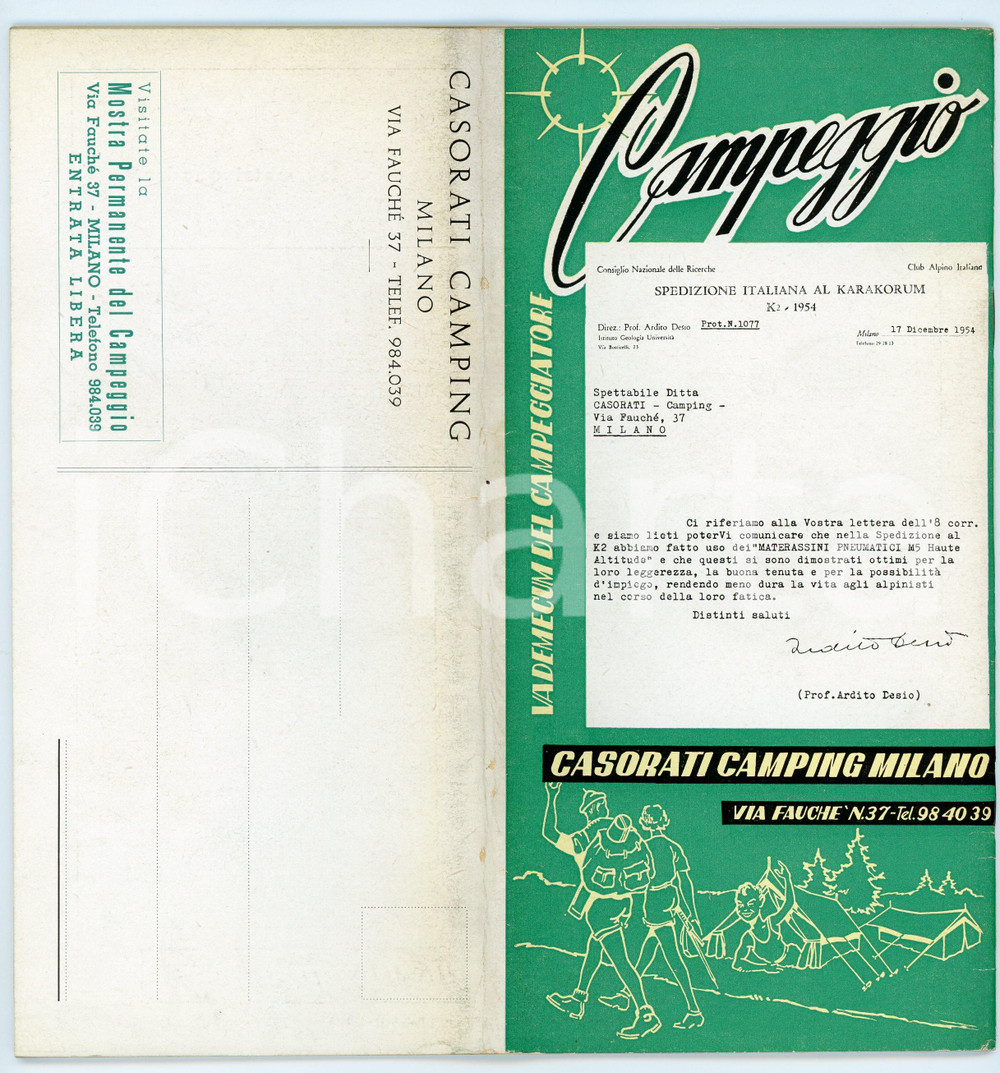 Visitate la
Mostra Permanente del Campeggio
Via Fauché 37 - MILANO - Telefono 984.039
ENTRATA LIBERA
CASORATI CAMPING
MILANO
VIA FAUCHÉ 37 - TELEF. 984.039
Campeggio
VADEMECUM DEL CAMPEGGIATORE
Consiglio Nazionale delle Ricerche
Club Alpino Italiano
SPEDIZIONE ITALIANA AL KARAKORUM
K2 - 1954
Direz.: Prof. Ardito Desio Prot.N.1077
Istituto Geologia Università
Milano 17 Dicembre 1954
Spettabile Ditta
CASORATI - Camping -
Via Fauché, 37
MILANO
Ci riferiamo alla Vostra lettera dell'8 corr.
e siamo lieti poterVi comunicare che nella Spedizione al
K2 abbiamo fatto uso dei"MATERASSINI PNEUMATICI M5 Haute
Altitude" e che questi si sono dimostrati ottimi per la
loro leggerezza, la buona tenuta e per la possibilità
d'impiego, rendendo meno dura la vita agli alpinisti
nel corso della loro fatica.
Distinti saluti
Ardito Desio
(Prof.Ardito Desio)
CASORATI CAMPING MILANO
VIA FAUCHE` N.37-Tel.98 40 39
charta